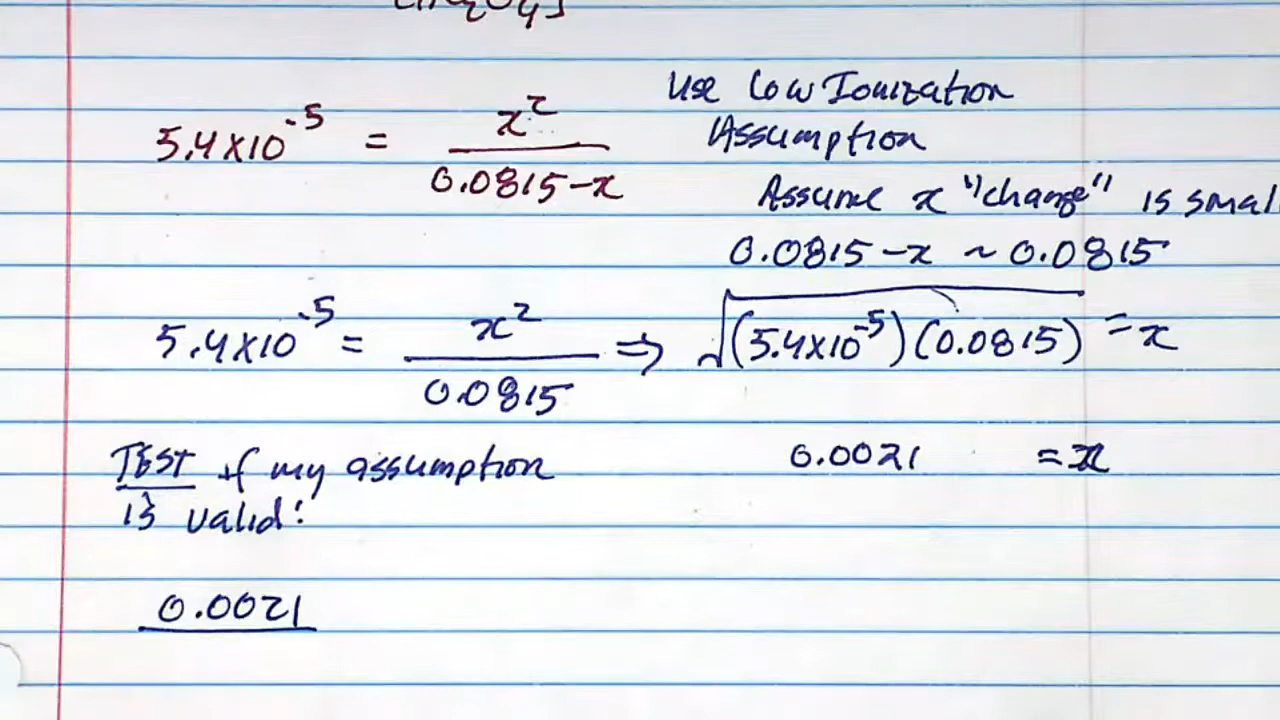 5.4x10^-5 = x^2 / 0.0815-x
Use Low Ionization
Assumption
Assume x "change" is smal
0.0815-x ~ 0.0815
5.4x10^-5 = x^2 / 0.0815 ⇒ √(5.4x10^-5)(0.0815) = x
0.0021 = x
TEST if my assumption
is valid:
0.0021